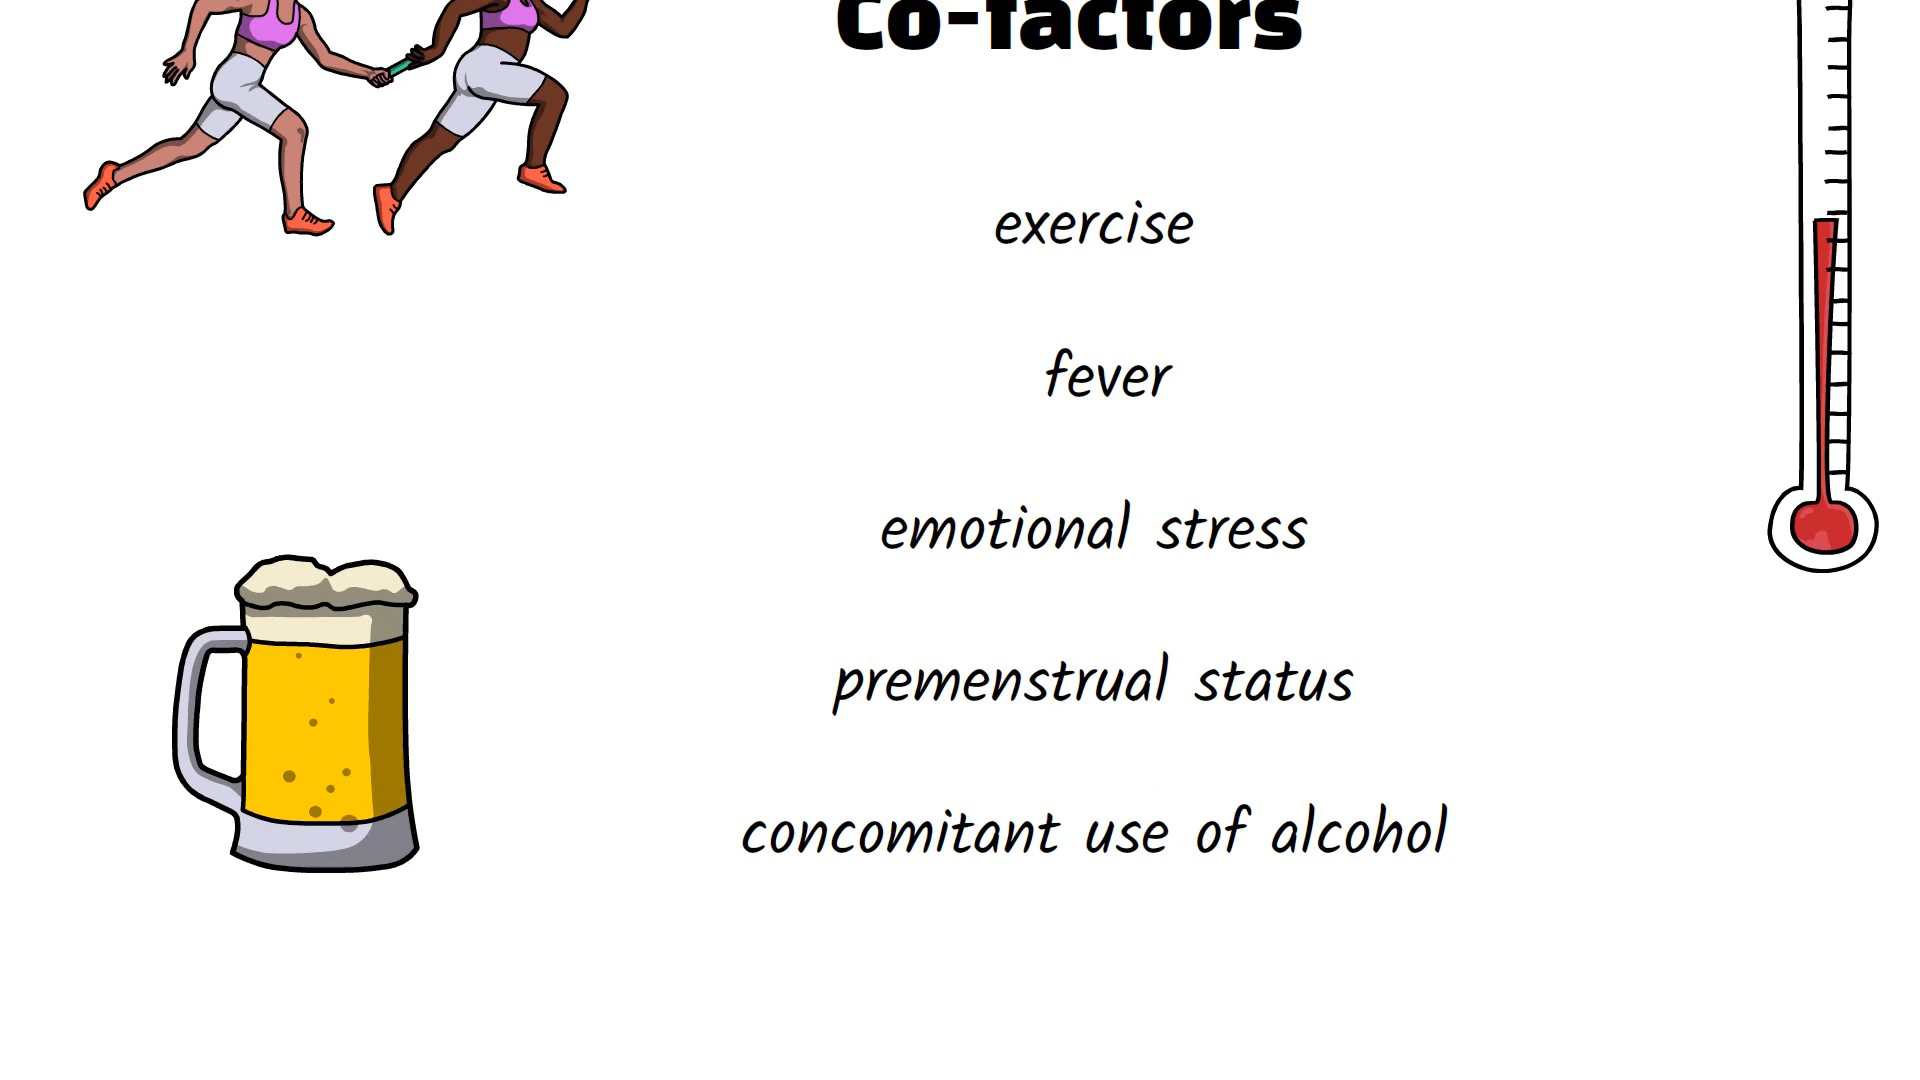 Co-factors
exercise
fever
emotional stress
premenstrual status
concomitant use of alcohol